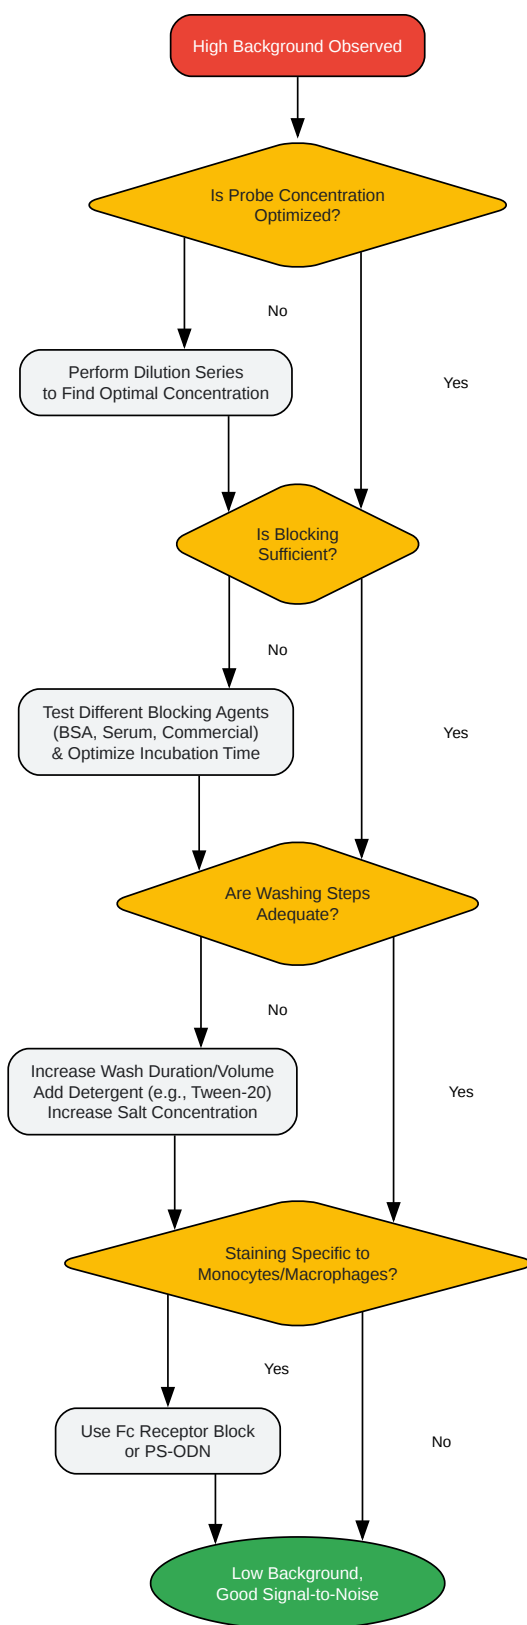 High Background Observed
Is Probe Concentration
Optimized?
No
Perform Dilution Series
to Find Optimal Concentration
Yes
Is Blocking
Sufficient?
No
Test Different Blocking Agents
(BSA, Serum, Commercial)
& Optimize Incubation Time
Yes
Are Washing Steps
Adequate?
No
Increase Wash Duration/Volume
Add Detergent (e.g., Tween-20)
Increase Salt Concentration
Yes
Staining Specific to
Monocytes/Macrophages?
Yes
Use Fc Receptor Block
or PS-ODN
No
Low Background,
Good Signal-to-Noise